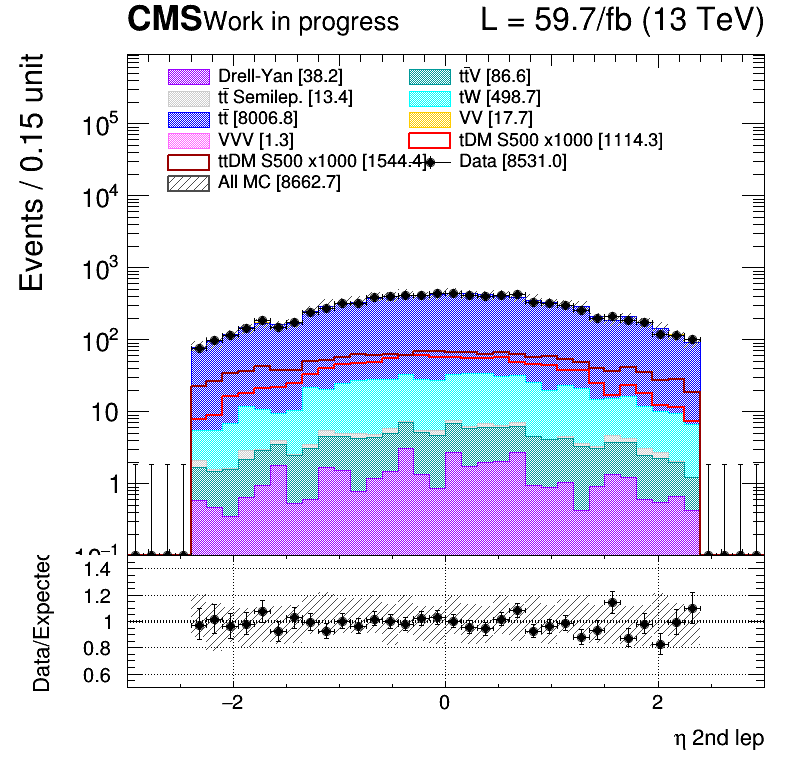 CMS Work in progress L = 59.7/fb (13 TeV)
Events / 0.15 unit
Drell-Yan [38.2] tt̄V [86.6]
tt̄ Semilep. [13.4] tW [498.7]
tt̄ [8006.8] VV [17.7]
VVV [1.3] tDM S500 x1000 [1114.3]
ttDM S500 x1000 [1544.4] Data [8531.0]
All MC [8662.7]
10⁵
10⁴
10³
10²
10
1
10⁻¹
Data/Expected
1.4
1.2
1
0.8
0.6
−2 0 2
η 2nd lep